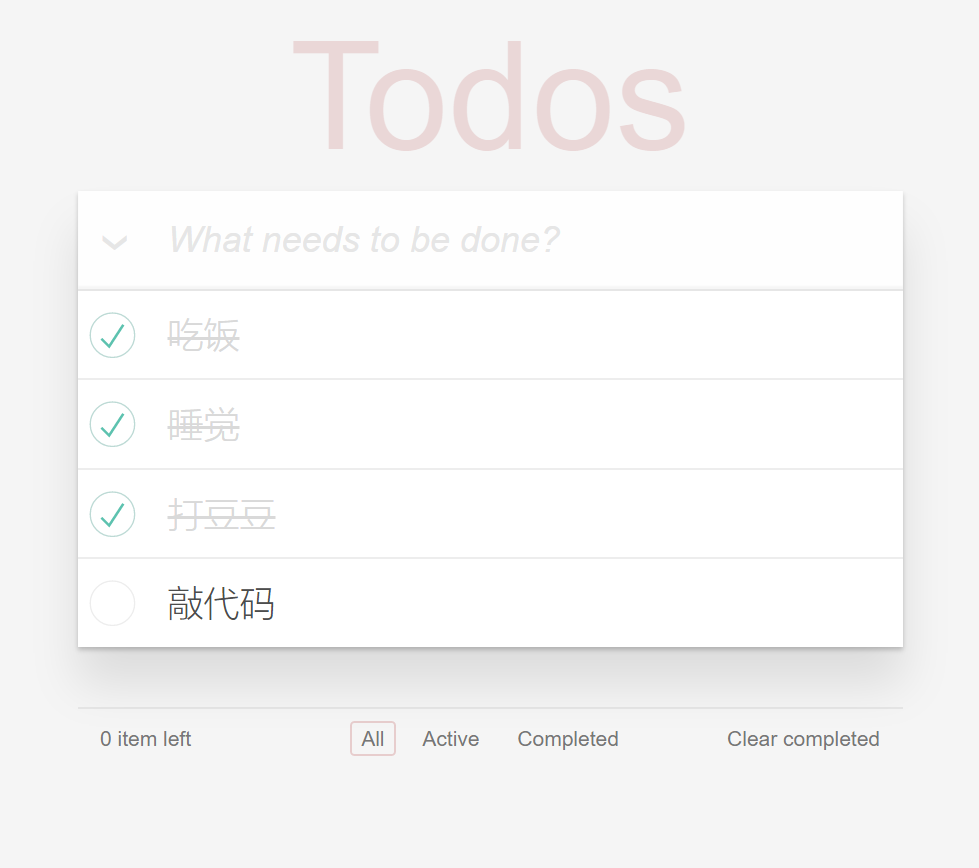 Todos
What needs to be done?
吃饭
睡觉
打豆豆
敲代码
0 item left All Active Completed Clear completed